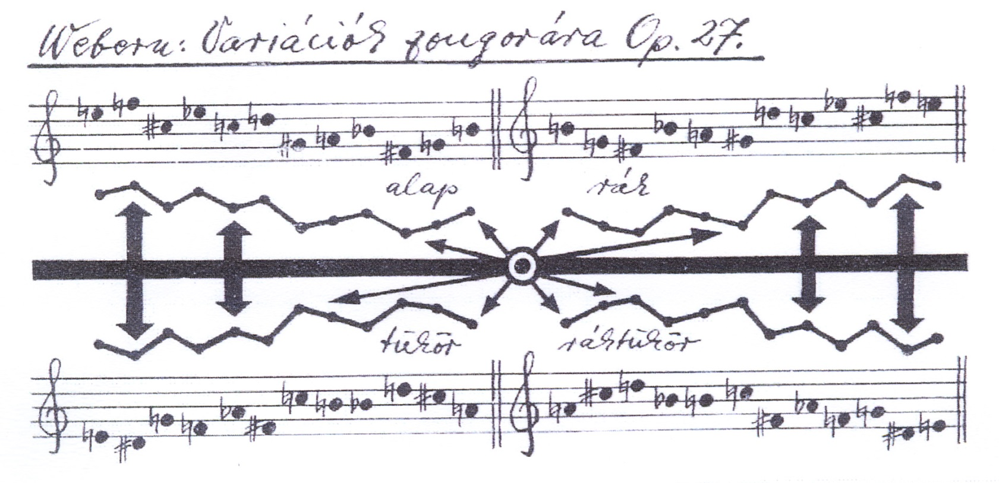 Webern: Variációk zongorára Op. 27.
alap
rák
tükör
ráktükör